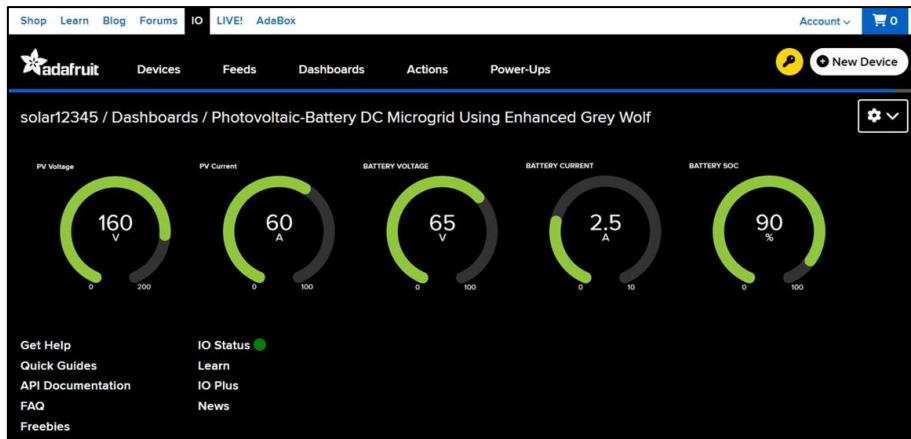 Shop Learn Blog Forums IO LIVE! AdaBox Account 0
adafruit Devices Feeds Dashboards Actions Power-Ups New Device
solar12345 / Dashboards / Photovoltaic-Battery DC Microgrid Using Enhanced Grey Wolf
PV Voltage PV Current BATTERY VOLTAGE BATTERY CURRENT BATTERY SOC
160 60 65 2.5 90
V A V A %
0 200 0 100 0 100 0 10 0 100
Get Help IO Status
Quick Guides Learn
API Documentation IO Plus
FAQ News
Freebies